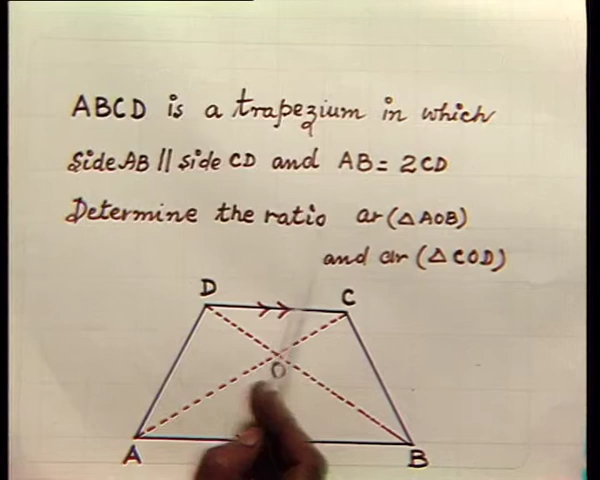 ABCD is a trapezium in which
Side AB || side CD and AB = 2CD
Determine the ratio ar (△ AOB)
and ar (△ COD)
D C
O
A B